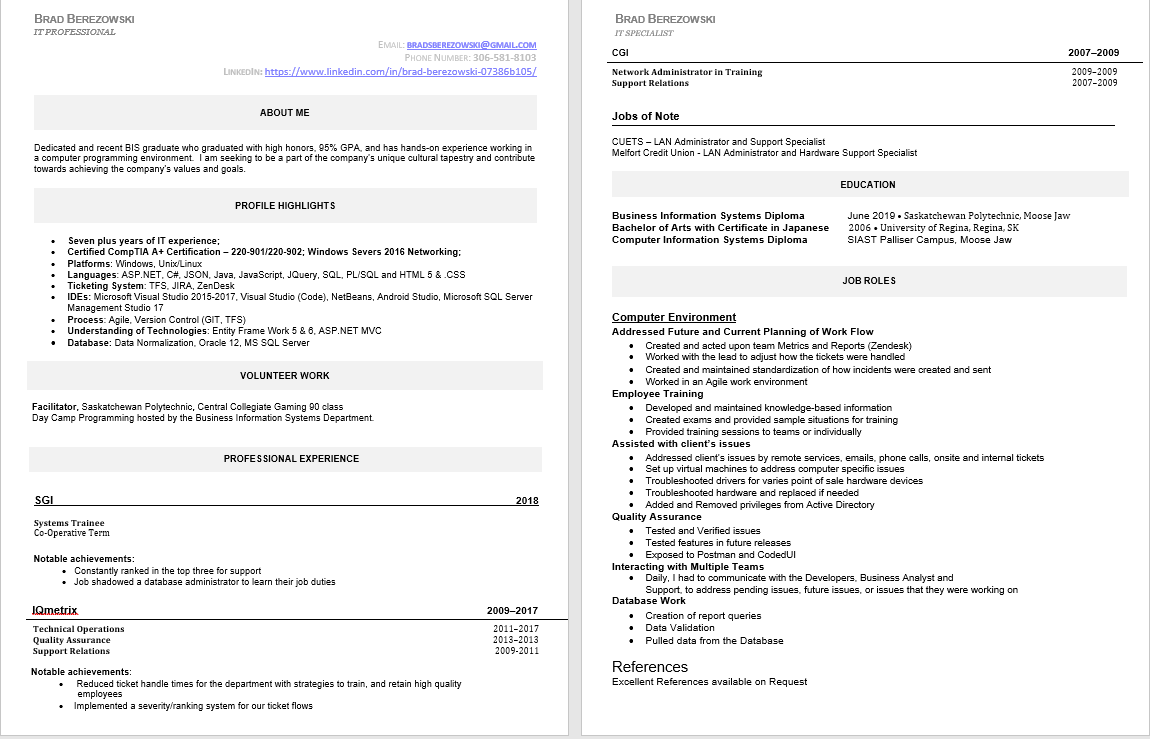 BRAD BEREZOWSKI
IT PROFESSIONAL
EMAIL: BRADSBEREZOWSKI@GMAIL.COM
PHONE NUMBER: 306-581-8103
LINKEDIN: https://www.linkedin.com/in/brad-berezowski-07386b105/
ABOUT ME
Dedicated and recent BIS graduate who graduated with high honors, 95% GPA, and has hands-on experience working in
a computer programming environment. I am seeking to be a part of the company's unique cultural tapestry and contribute
towards achieving the company's values and goals.
PROFILE HIGHLIGHTS
• Seven plus years of IT experience;
• Certified CompTIA A+ Certification – 220-901/220-902; Windows Severs 2016 Networking;
• Platforms: Windows, Unix/Linux
• Languages: ASP.NET, C#, JSON, Java, JavaScript, JQuery, SQL, PL/SQL and HTML 5 & .CSS
• Ticketing System: TFS, JIRA, ZenDesk
• IDEs: Microsoft Visual Studio 2015-2017, Visual Studio (Code), NetBeans, Android Studio, Microsoft SQL Server
Management Studio 17
• Process: Agile, Version Control (GIT, TFS)
• Understanding of Technologies: Entity Frame Work 5 & 6, ASP.NET MVC
• Database: Data Normalization, Oracle 12, MS SQL Server
VOLUNTEER WORK
Facilitator, Saskatchewan Polytechnic, Central Collegiate Gaming 90 class
Day Camp Programming hosted by the Business Information Systems Department.
PROFESSIONAL EXPERIENCE
SGI 2018
Systems Trainee
Co-Operative Term
Notable achievements:
• Constantly ranked in the top three for support
• Job shadowed a database administrator to learn their job duties
IQmetrix 2009–2017
Technical Operations 2011–2017
Quality Assurance 2013–2013
Support Relations 2009-2011
Notable achievements:
• Reduced ticket handle times for the department with strategies to train, and retain high quality
employees
• Implemented a severity/ranking system for our ticket flows
BRAD BEREZOWSKI
IT SPECIALIST
CGI 2007–2009
Network Administrator in Training 2009–2009
Support Relations 2007–2009
Jobs of Note
CUETS – LAN Administrator and Support Specialist
Melfort Credit Union - LAN Administrator and Hardware Support Specialist
EDUCATION
Business Information Systems Diploma June 2019 • Saskatchewan Polytechnic, Moose Jaw
Bachelor of Arts with Certificate in Japanese 2006 • University of Regina, Regina, SK
Computer Information Systems Diploma SIAST Palliser Campus, Moose Jaw
JOB ROLES
Computer Environment
Addressed Future and Current Planning of Work Flow
• Created and acted upon team Metrics and Reports (Zendesk)
• Worked with the lead to adjust how the tickets were handled
• Created and maintained standardization of how incidents were created and sent
• Worked in an Agile work environment
Employee Training
• Developed and maintained knowledge-based information
• Created exams and provided sample situations for training
• Provided training sessions to teams or individually
Assisted with client's issues
• Addressed client's issues by remote services, emails, phone calls, onsite and internal tickets
• Set up virtual machines to address computer specific issues
• Troubleshooted drivers for varies point of sale hardware devices
• Troubleshooted hardware and replaced if needed
• Added and Removed privileges from Active Directory
Quality Assurance
• Tested and Verified issues
• Tested features in future releases
• Exposed to Postman and CodedUI
Interacting with Multiple Teams
• Daily, I had to communicate with the Developers, Business Analyst and
Support, to address pending issues, future issues, or issues that they were working on
Database Work
• Creation of report queries
• Data Validation
• Pulled data from the Database
References
Excellent References available on Request